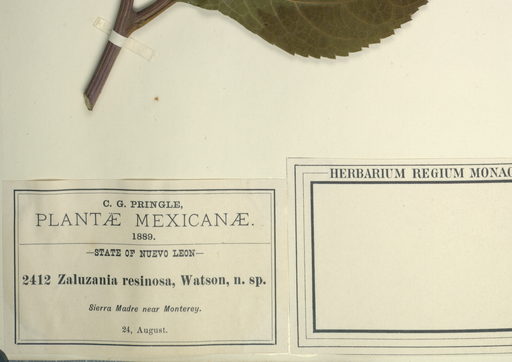 C. G. PRINGLE,
PLANTÆ MEXICANÆ.
1889.
—STATE OF NUEVO LEON—
2412 Zaluzania resinosa, Watson, n. sp.
Sierra Madre near Monterey.
24, August.
HERBARIUM REGIUM MONAC